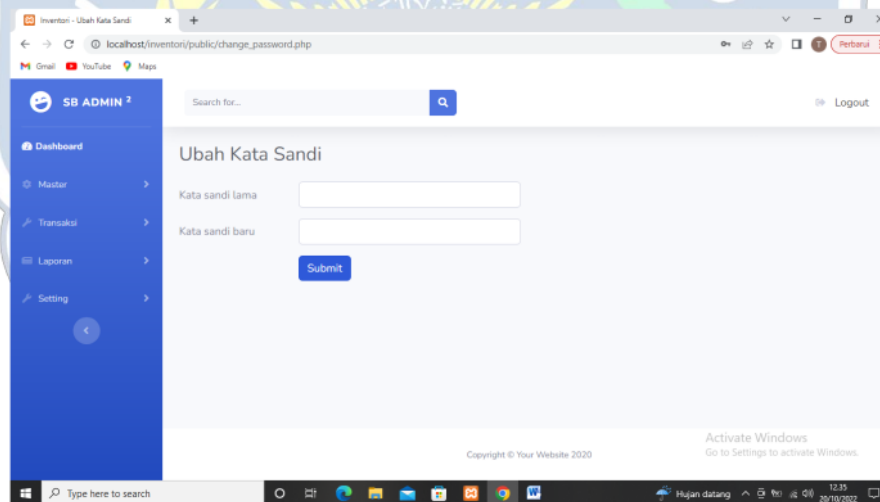 Inventori - Ubah Kata Sandi
localhost/inventori/public/change_password.php
T
Perbarui
Gmail YouTube Maps
SB ADMIN 2
Search for...
Logout
Dashboard
Ubah Kata Sandi
Master
Kata sandi lama
Transaksi
Kata sandi baru
Laporan
Submit
Setting
Activate Windows
Go to Settings to activate Windows.
Copyright © Your Website 2020
Type here to search
Hujan datang
12.35
26/10/2022